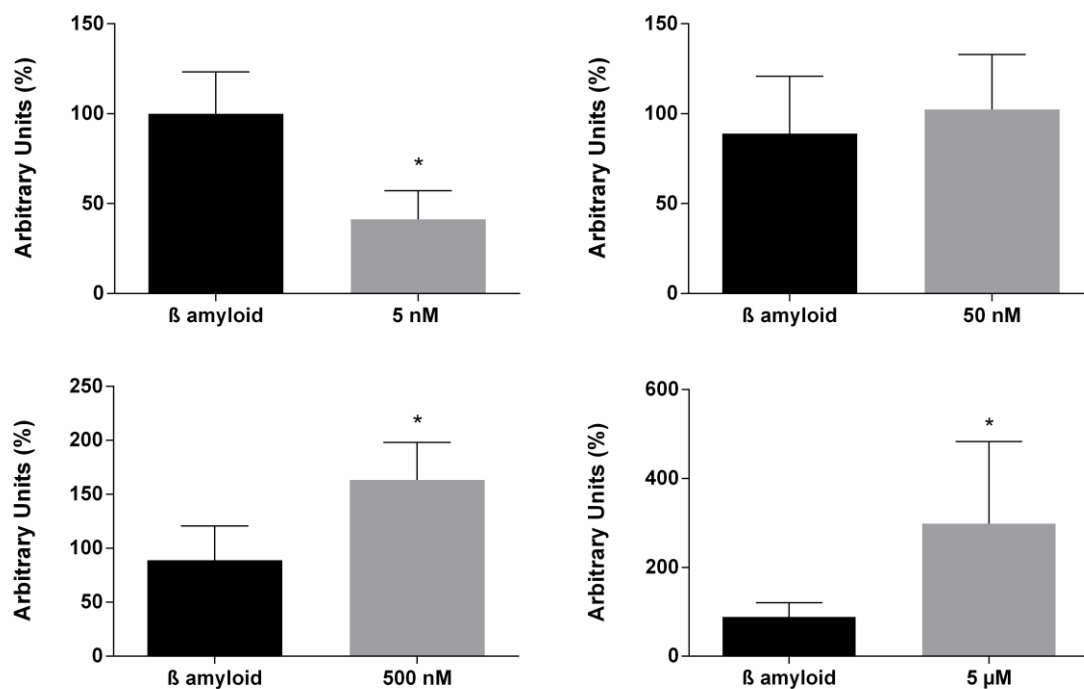 Arbitrary Units (%)
150
100
50
0
*
ß amyloid 5 nM
Arbitrary Units (%)
150
100
50
0
ß amyloid 50 nM
Arbitrary Units (%)
250
200
150
100
50
0
*
ß amyloid 500 nM
Arbitrary Units (%)
600
400
200
0
*
ß amyloid 5 µM